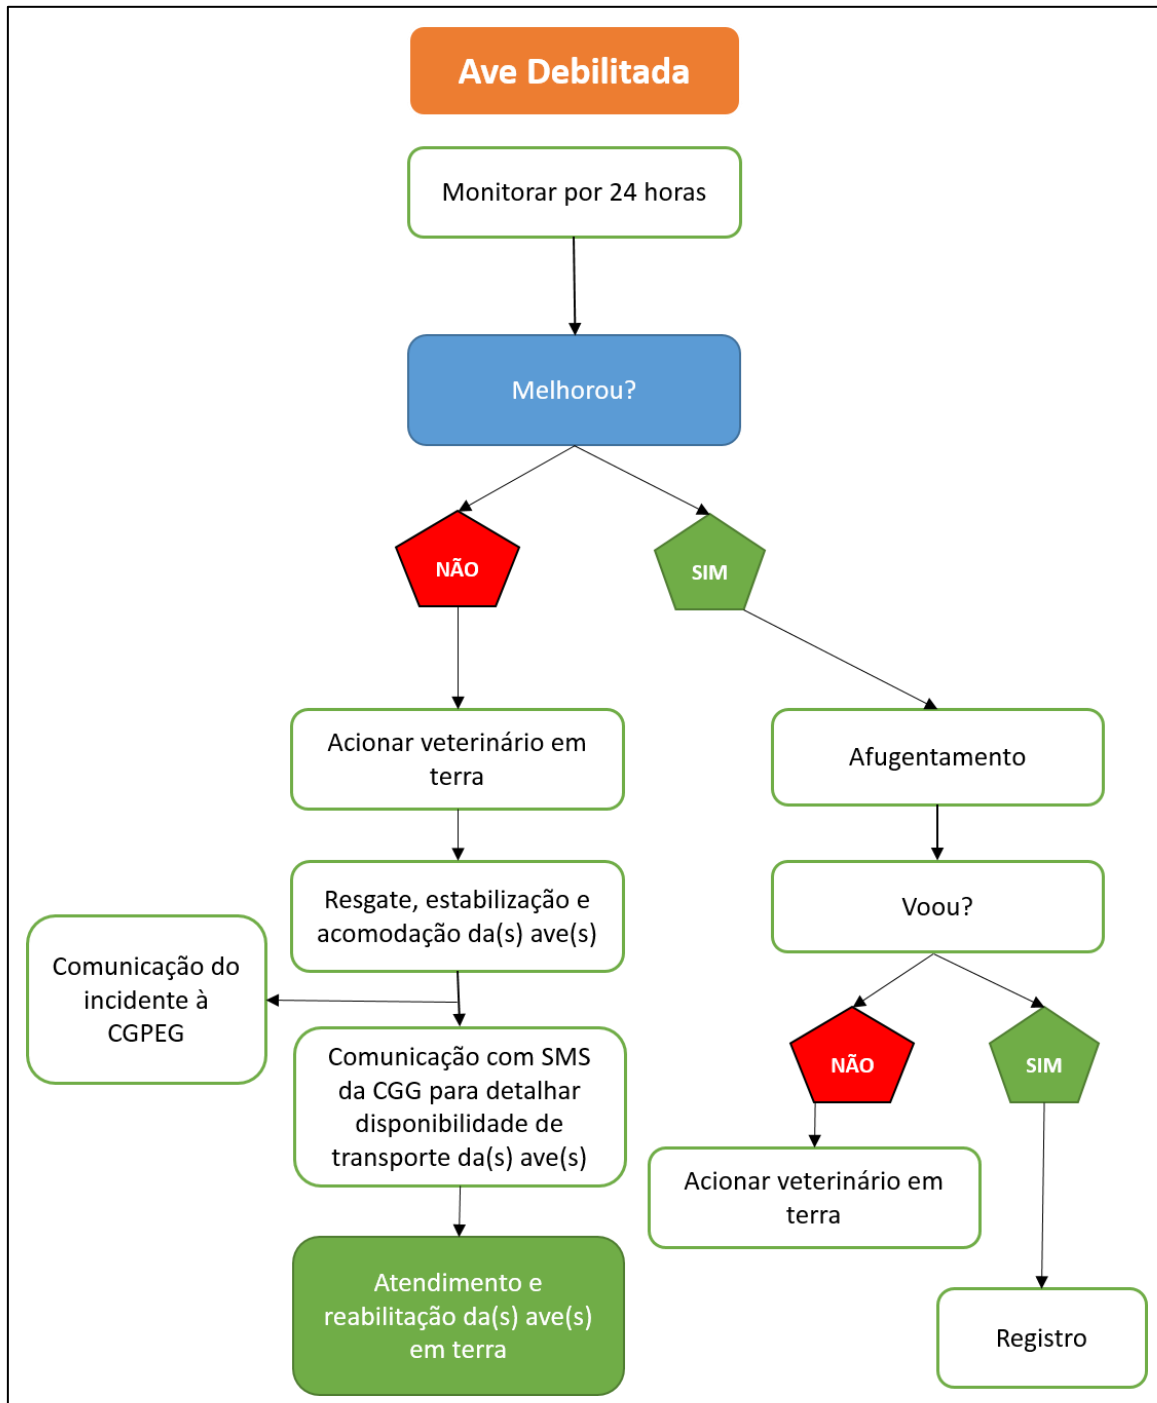 Ave Debilitada
Monitorar por 24 horas
Melhorou?
NÃO
SIM
Acionar veterinário em
terra
Afugentamento
Resgate, estabilização e
acomodação da(s) ave(s)
Voou?
Comunicação do
incidente à
CGPEG
Comunicação com SMS
da CGG para detalhar
disponibilidade de
transporte da(s) ave(s)
NÃO
SIM
Acionar veterinário em
terra
Atendimento e
reabilitação da(s) ave(s)
em terra
Registro